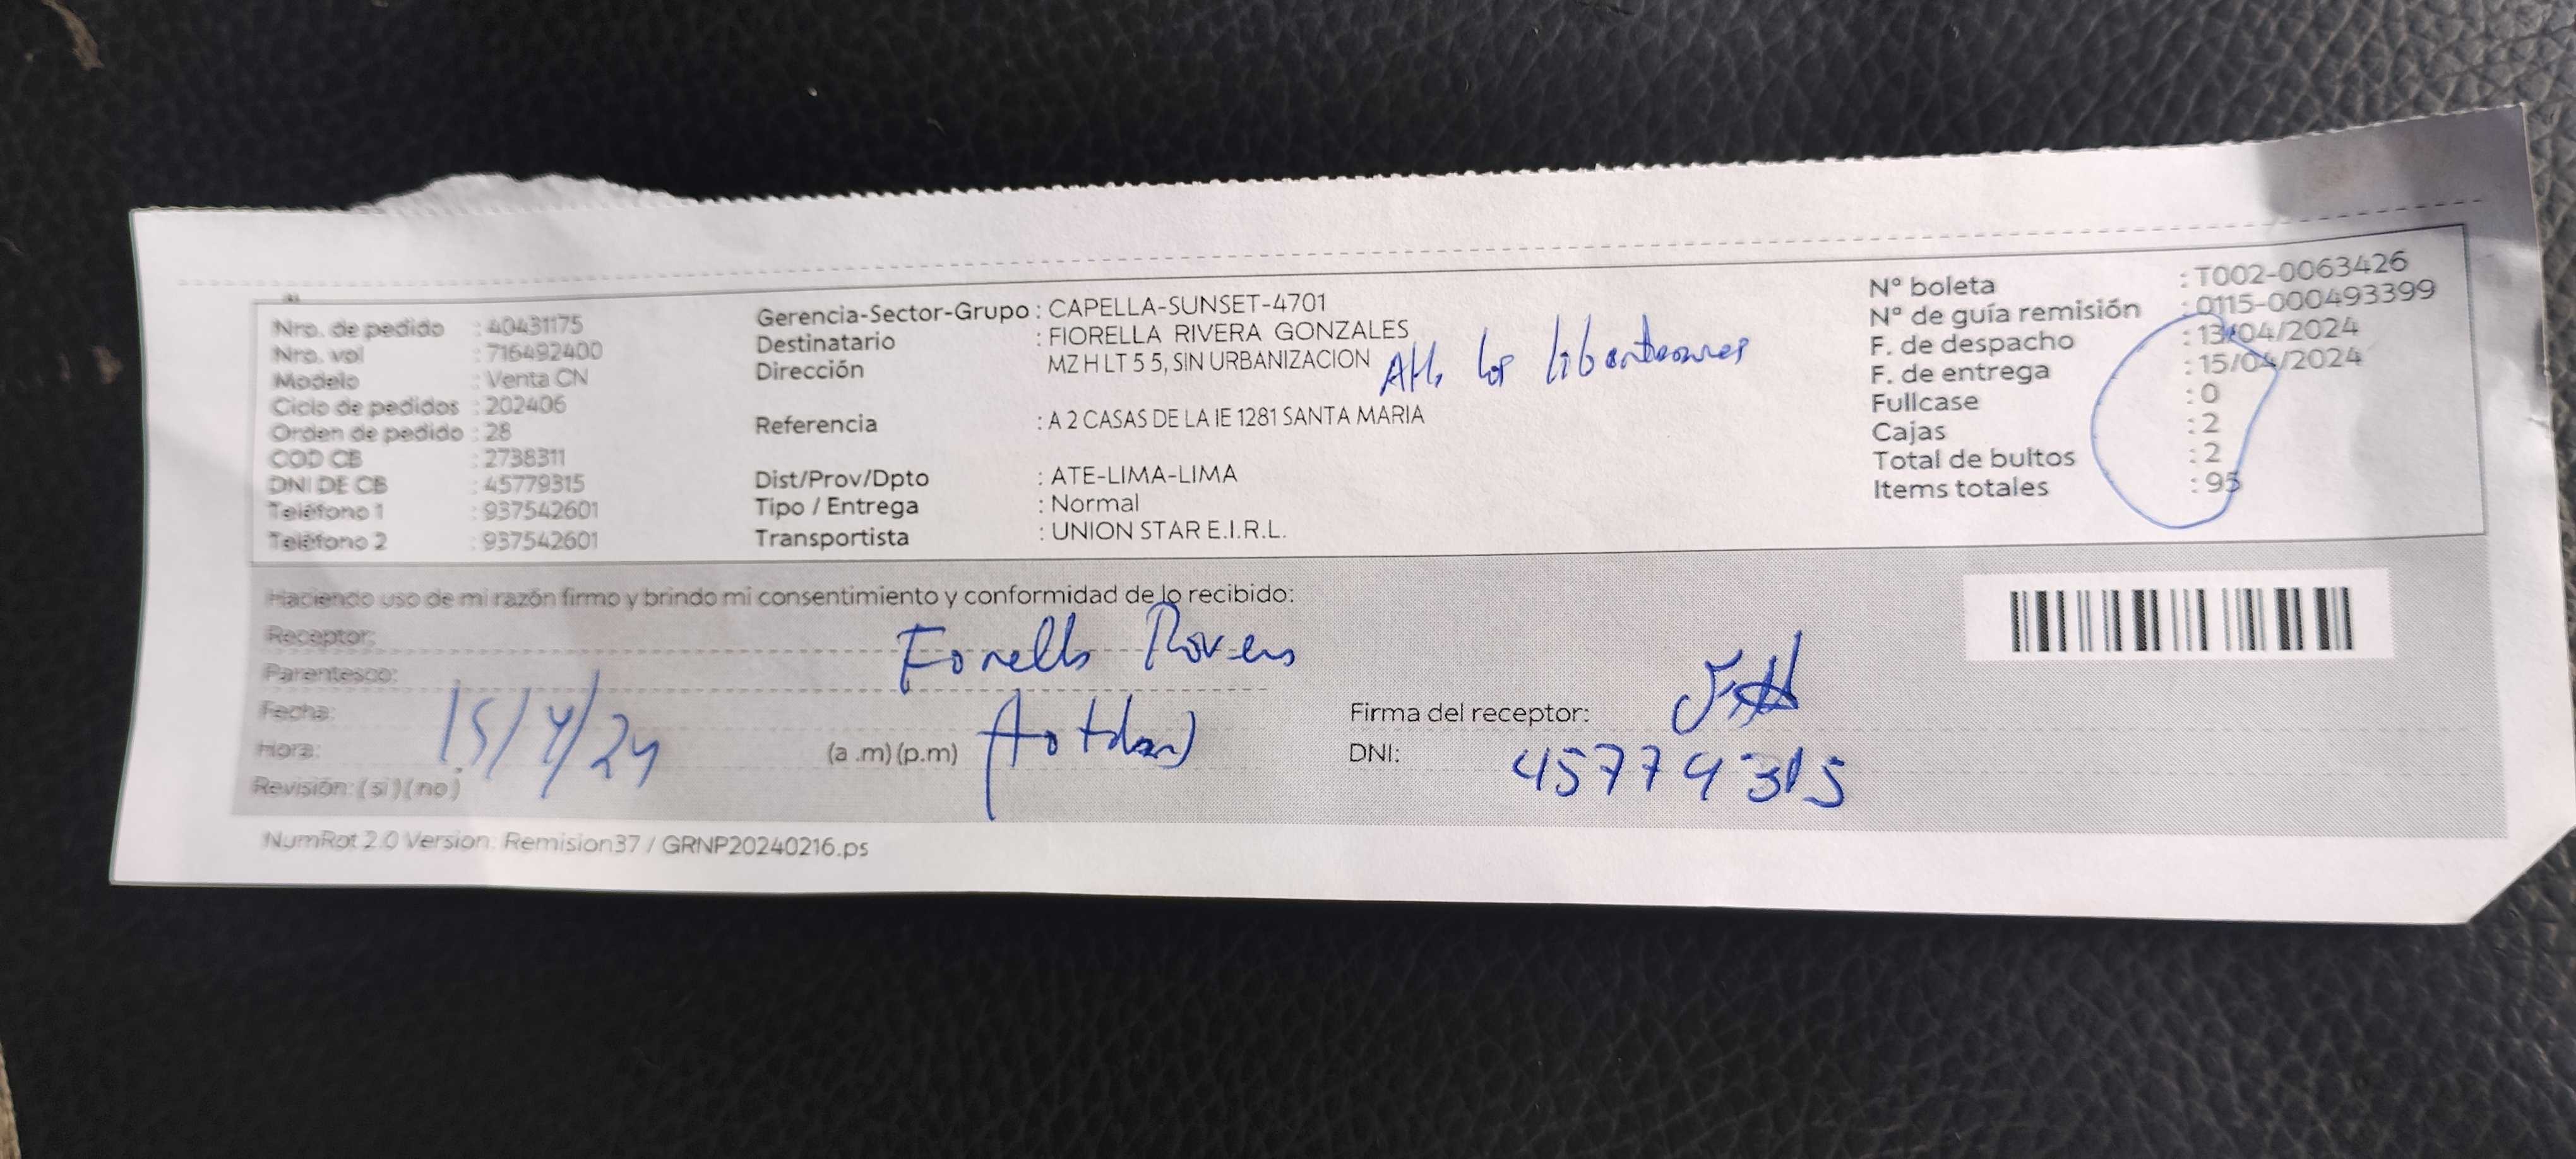 Nro. de pedido : 40431175
Nro. vol : 716492400
Modelo : Venta CN
Ciclo de pedidos : 202406
Orden de pedido : 28
COD CB : 2738311
DNI DE CB : 45779315
Teléfono 1 : 937542601
Teléfono 2 : 937542601
Gerencia-Sector-Grupo : CAPELLA-SUNSET-4701
Destinatario : FIORELLA RIVERA GONZALES
Dirección MZ H LT 5 5, SIN URBANIZACION
Referencia : A 2 CASAS DE LA IE 1281 SANTA MARIA
Dist/Prov/Dpto : ATE-LIMA-LIMA
Tipo / Entrega : Normal
Transportista : UNION STAR E.I.R.L.
N° boleta : T002-0063426
N° de guía remisión : 0115-000493399
F. de despacho : 13/04/2024
F. de entrega : 15/04/2024
Fullcase : 0
Cajas : 2
Total de bultos : 2
Items totales : 95
Haciendo uso de mi razón firmo y brindo mi consentimiento y conformidad de lo recibido:
Receptor:
Parentesco:
Fecha: 15/4/24
Hora: (a .m) (p.m)
Revisión: ( si ) ( no )
Firma del receptor:
DNI: 45779315
NumRot 2.0 Version: Remision37 / GRNP20240216.ps